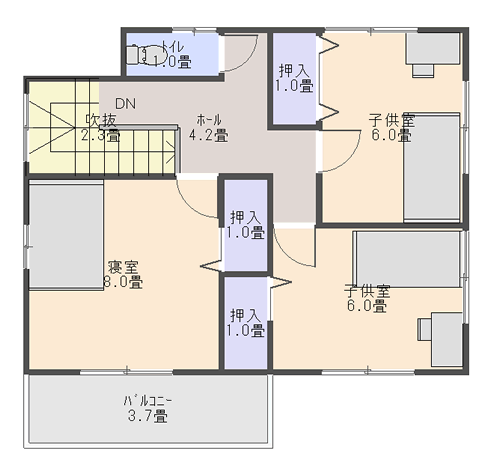 トイレ
1.0畳
押入
1.0畳
子供室
6.0畳
DN
吹抜
2.3畳
ホール
4.2畳
押入
1.0畳
寝室
8.0畳
子供室
6.0畳
押入
1.0畳
バルコニー
3.7畳